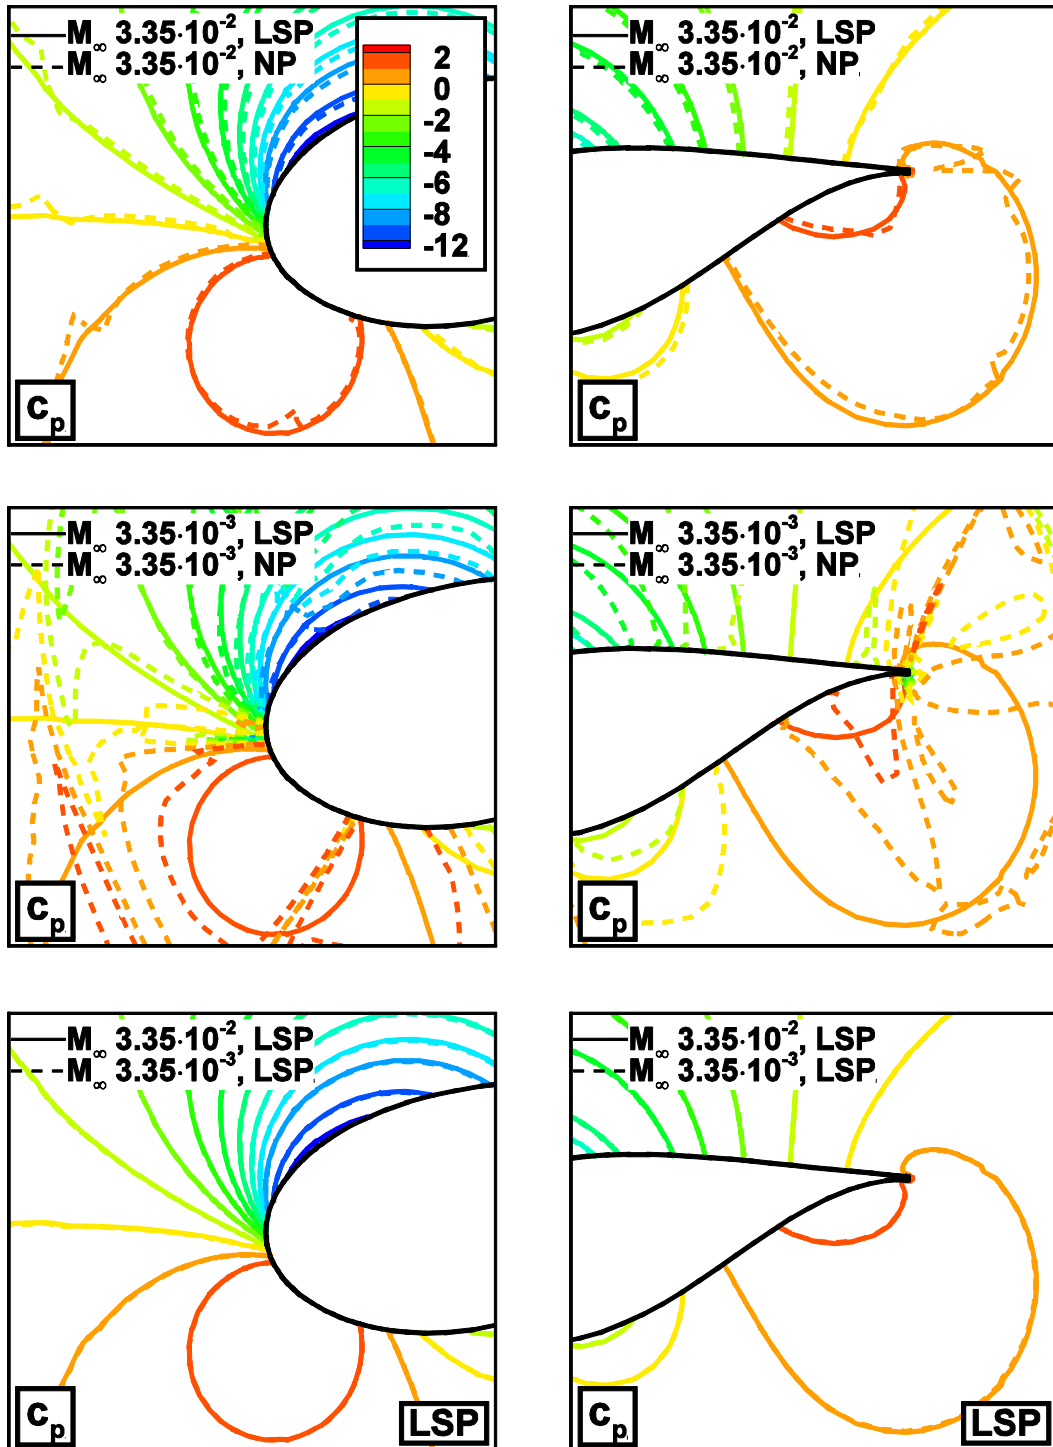 M∞ 3.35·10⁻², LSP
M∞ 3.35·10⁻², NP
2
0
-2
-4
-6
-8
-12
Cp
M∞ 3.35·10⁻², LSP
M∞ 3.35·10⁻², NP
Cp
M∞ 3.35·10⁻³, LSP
M∞ 3.35·10⁻³, NP
Cp
M∞ 3.35·10⁻³, LSP
M∞ 3.35·10⁻³, NP
Cp
M∞ 3.35·10⁻², LSP
M∞ 3.35·10⁻³, LSP
Cp
LSP
M∞ 3.35·10⁻², LSP
M∞ 3.35·10⁻³, LSP
Cp
LSP